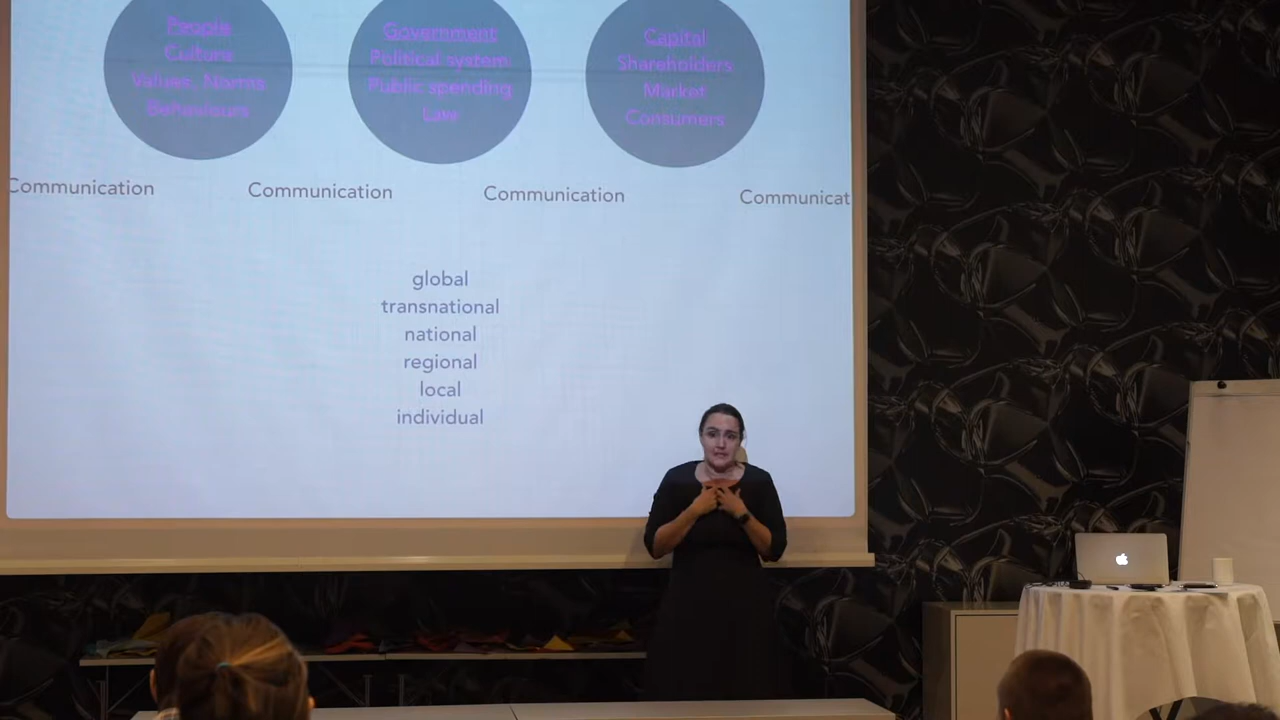 People
Culture
Values, Norms
Behaviours
Government
Political system
Public spending
Law
Capital
Shareholders
Market
Consumers
Communication
Communication
Communication
Communicat
global
transnational
national
regional
local
individual